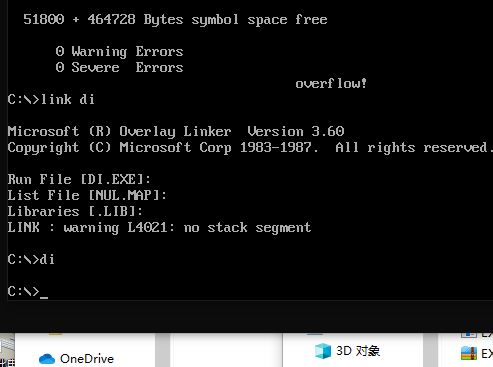 51800 + 464728 Bytes symbol space free
0 Warning Errors
0 Severe  Errors
overflow!
C:\>link di
Microsoft (R) Overlay Linker  Version 3.60
Copyright (C) Microsoft Corp 1983-1987.  All rights reserved.
Run File [DI.EXE]:
List File [NUL.MAP]:
Libraries [.LIB]:
LINK : warning L4021: no stack segment
C:\>di
C:\>_
OneDrive
3D 对象